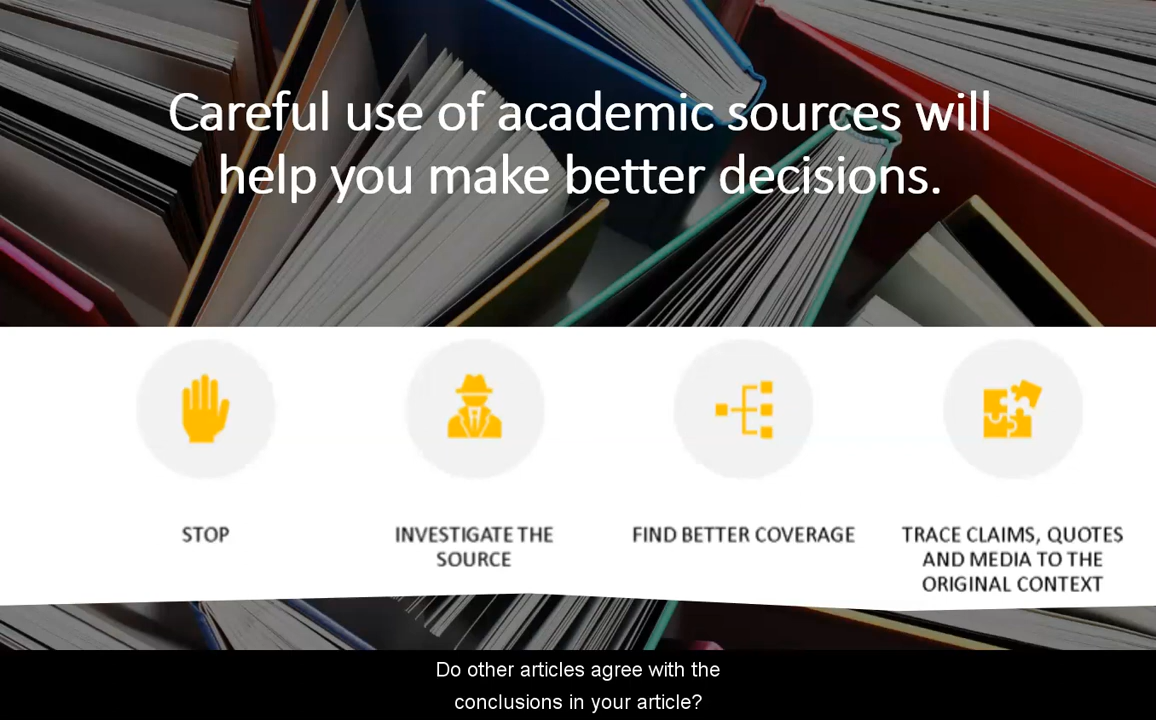 Careful use of academic sources will
help you make better decisions.
STOP
INVESTIGATE THE
SOURCE
FIND BETTER COVERAGE
TRACE CLAIMS, QUOTES
AND MEDIA TO THE
ORIGINAL CONTEXT
Do other articles agree with the
conclusions in your article?